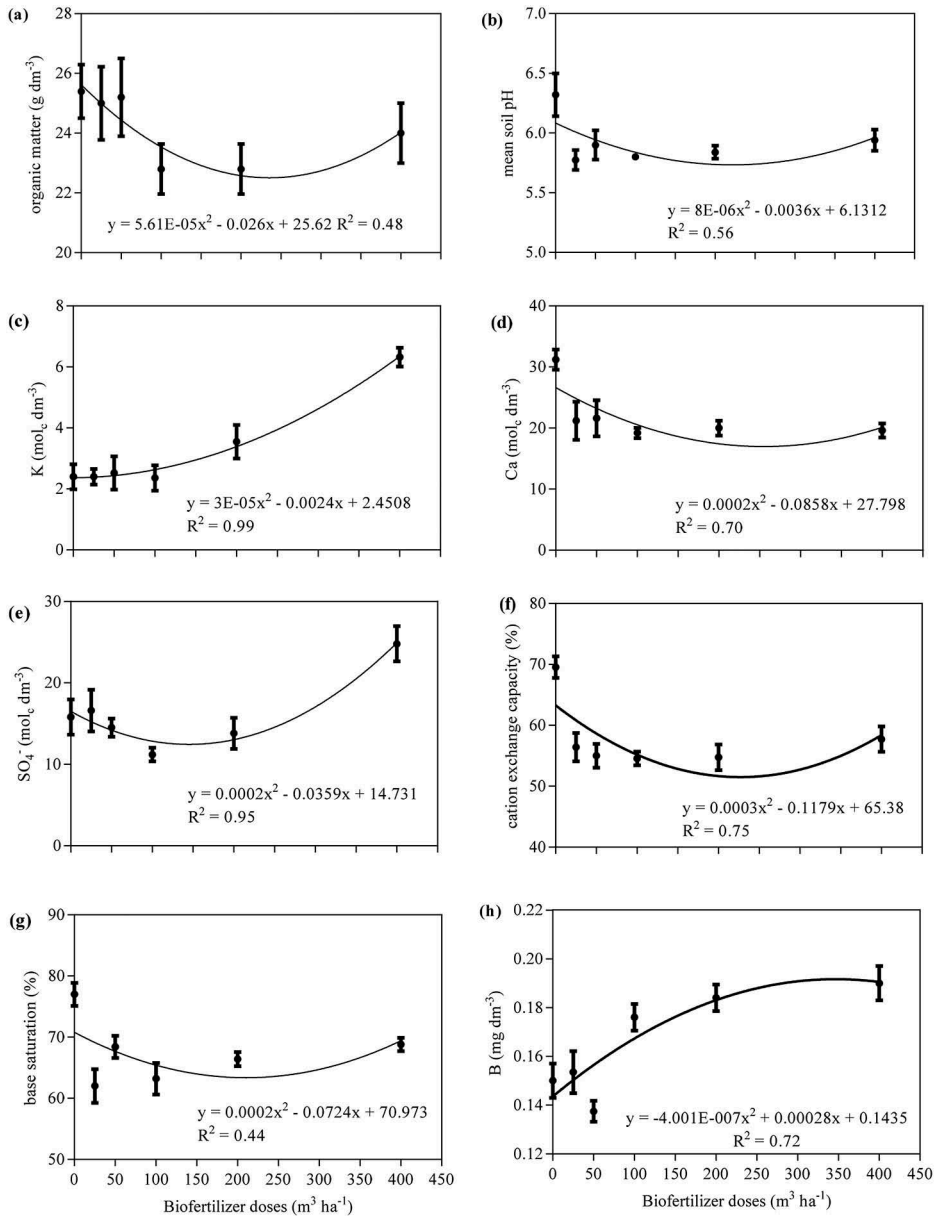 (a)
28
26
24
22
20
organic matter (g dm⁻³)
y = 5.61E-05x² - 0.026x + 25.62 R² = 0.48
(b)
7.0
6.5
6.0
5.5
5.0
mean soil pH
y = 8E-06x² - 0.0036x + 6.1312
R² = 0.56
(c)
8
6
4
2
0
K (mol_c dm⁻³)
y = 3E-05x² - 0.0024x + 2.4508
R² = 0.99
(d)
40
30
20
10
0
Ca (mol_c dm⁻³)
y = 0.0002x² - 0.0858x + 27.798
R² = 0.70
(e)
30
20
10
0
SO₄⁻ (mol_c dm⁻³)
y = 0.0002x² - 0.0359x + 14.731
R² = 0.95
(f)
80
70
60
50
40
cation exchange capacity (%)
y = 0.0003x² - 0.1179x + 65.38
R² = 0.75
(g)
90
80
70
60
50
base saturation (%)
y = 0.0002x² - 0.0724x + 70.973
R² = 0.44
0 50 100 150 200 250 300 350 400 450
Biofertilizer doses (m³ ha⁻¹)
(h)
0.22
0.20
0.18
0.16
0.14
0.12
B (mg dm⁻³)
y = -4.001E-007x² + 0.00028x + 0.1435
R² = 0.72
0 50 100 150 200 250 300 350 400 450
Biofertilizer doses (m³ ha⁻¹)